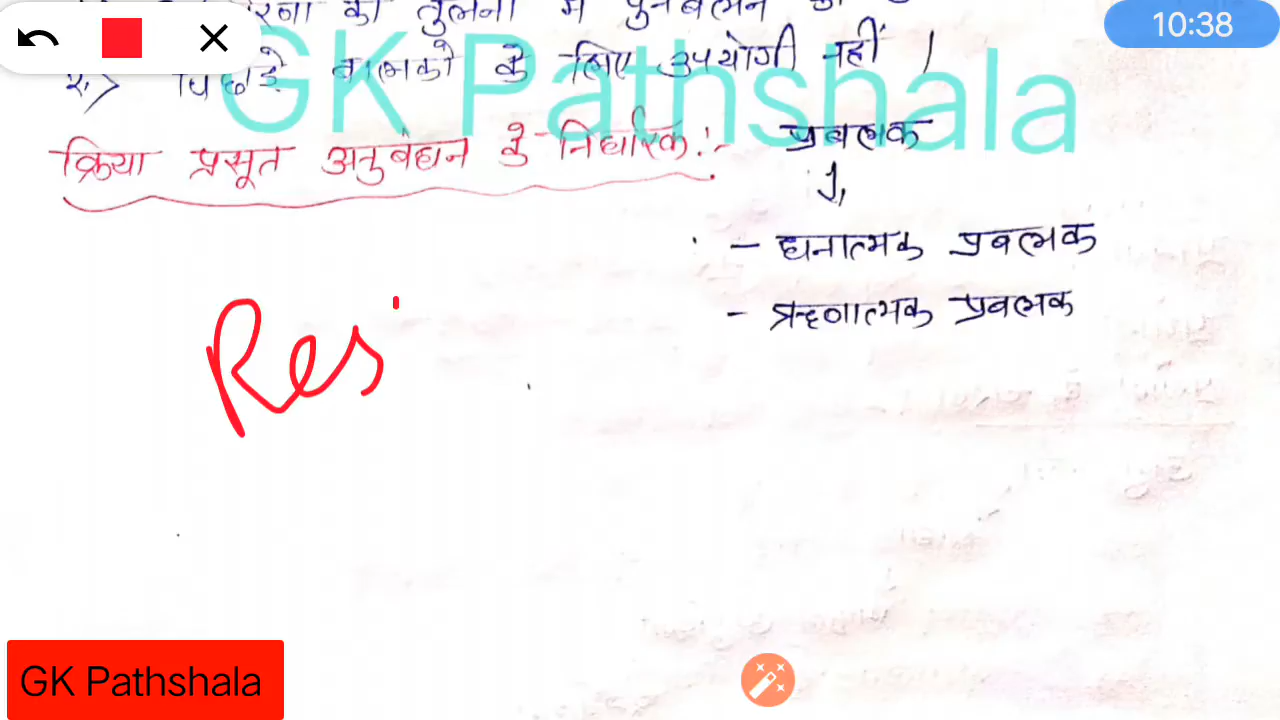 की तुलना में पुनर्बलन
10:38
GK Pathshala
पिछड़े बालकों के लिए उपयोगी नहीं।
क्रिया प्रसूत अनुबंधन के निर्धारक :- प्रबलक
- धनात्मक प्रबलक
- ऋणात्मक प्रबलक
Res
GK Pathshala